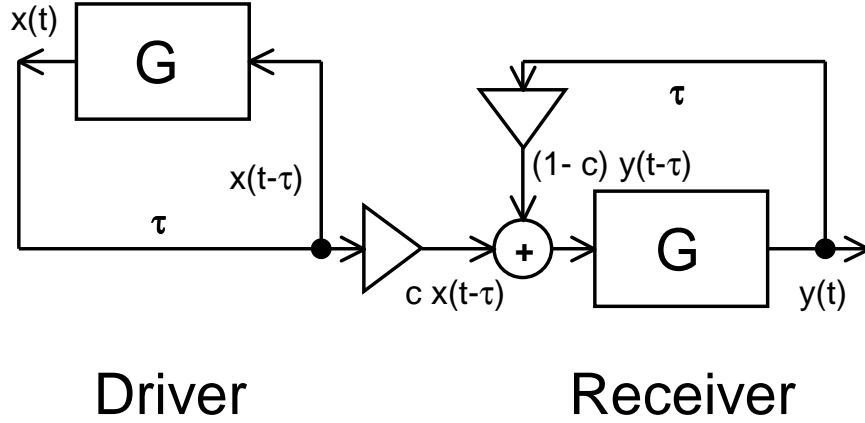 x(t)
G
x(t-τ)
τ
c x(t-τ)
τ
(1- c) y(t-τ)
+
G
y(t)
Driver
Receiver